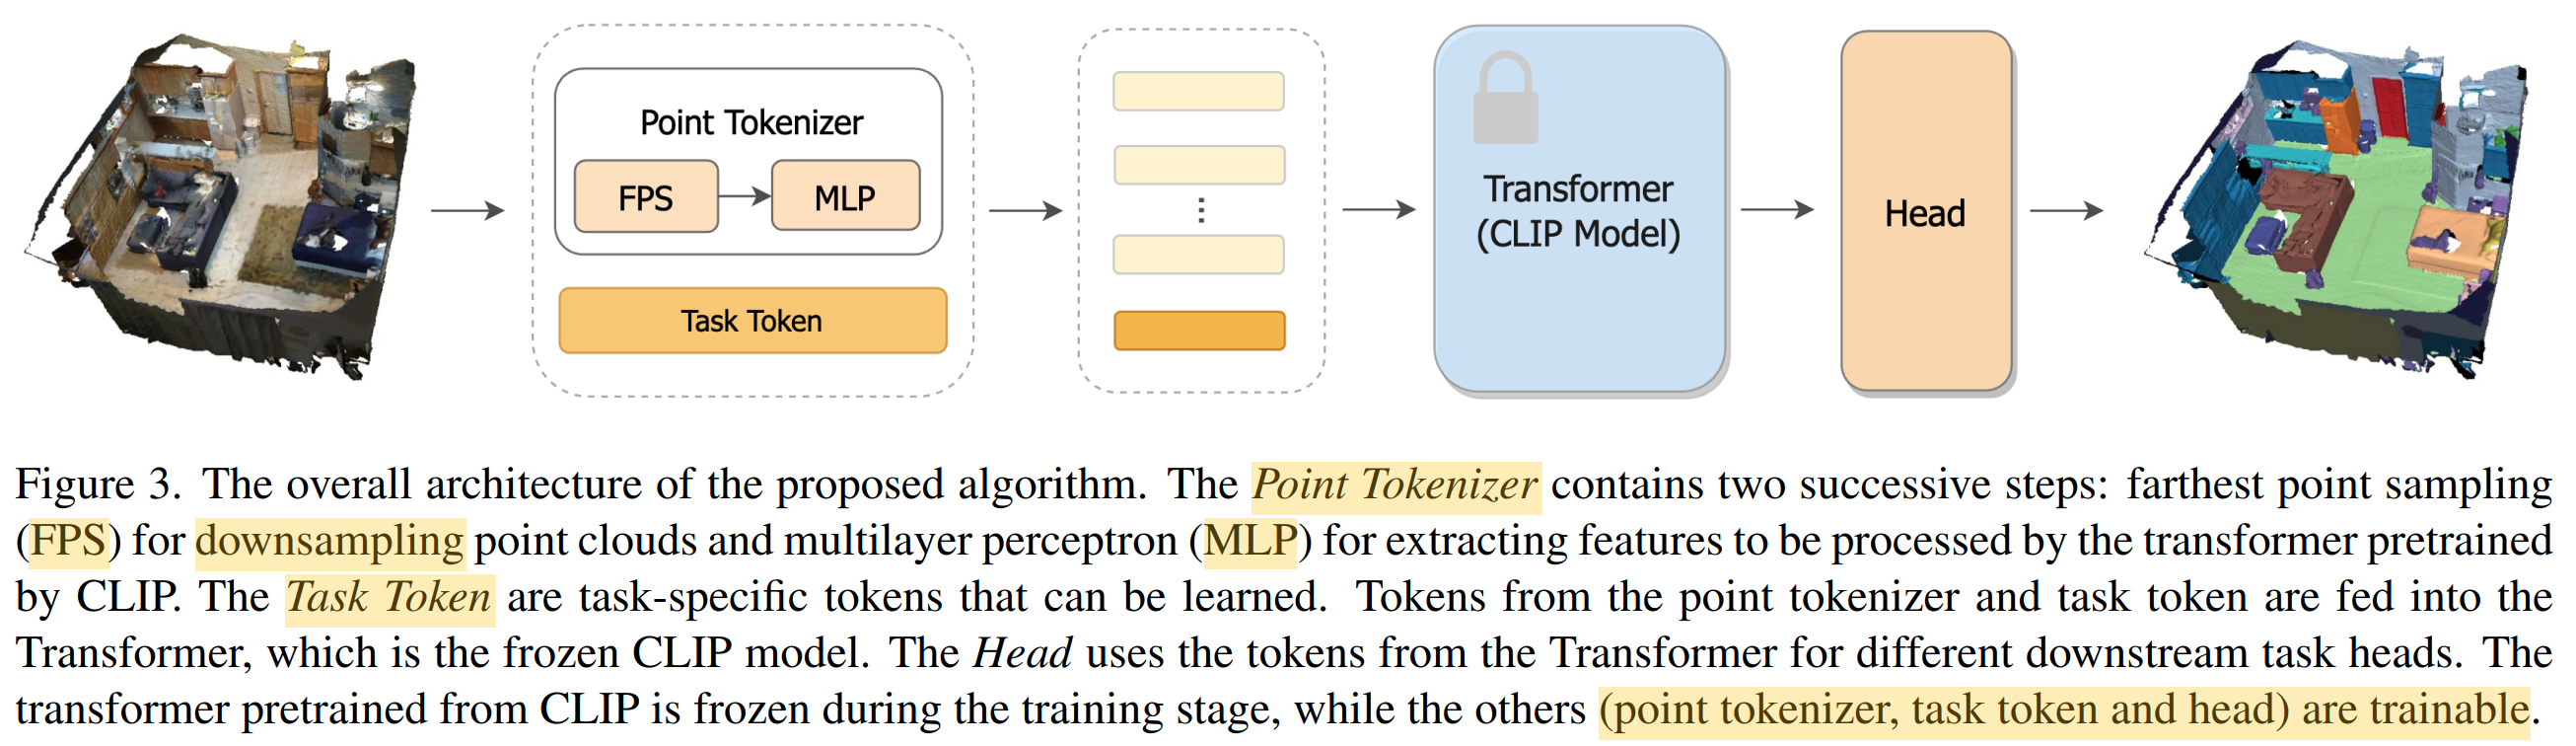 Point Tokenizer
FPS
MLP
Task Token
Transformer
(CLIP Model)
Head
Figure 3. The overall architecture of the proposed algorithm. The Point Tokenizer contains two successive steps: farthest point sampling
(FPS) for downsampling point clouds and multilayer perceptron (MLP) for extracting features to be processed by the transformer pretrained
by CLIP. The Task Token are task-specific tokens that can be learned. Tokens from the point tokenizer and task token are fed into the
Transformer, which is the frozen CLIP model. The Head uses the tokens from the Transformer for different downstream task heads. The
transformer pretrained from CLIP is frozen during the training stage, while the others (point tokenizer, task token and head) are trainable.